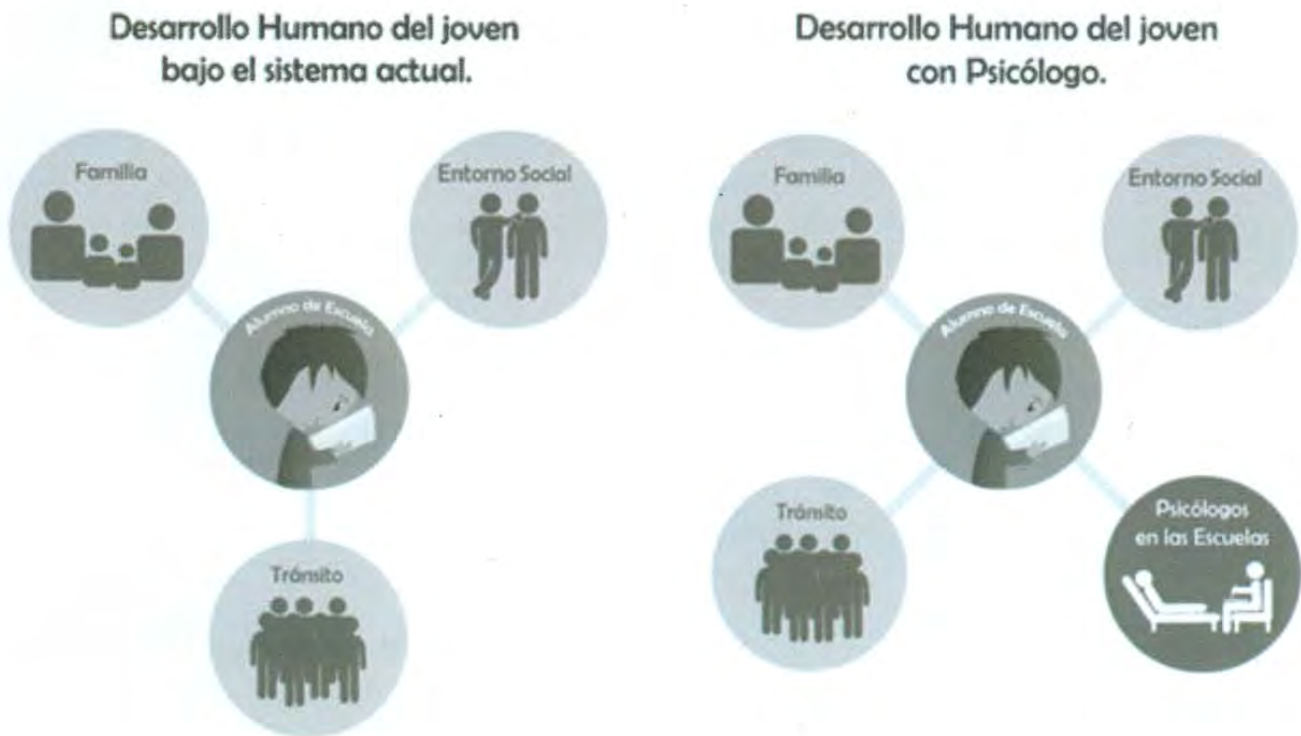 Desarrollo Humano del joven
bajo el sistema actual.
Familia
Entorno Social
Alumno de Escuela
Tránsito
Desarrollo Humano del joven
con Psicólogo.
Familia
Entorno Social
Alumno de Escuela
Tránsito
Psicólogos
en las Escuelas